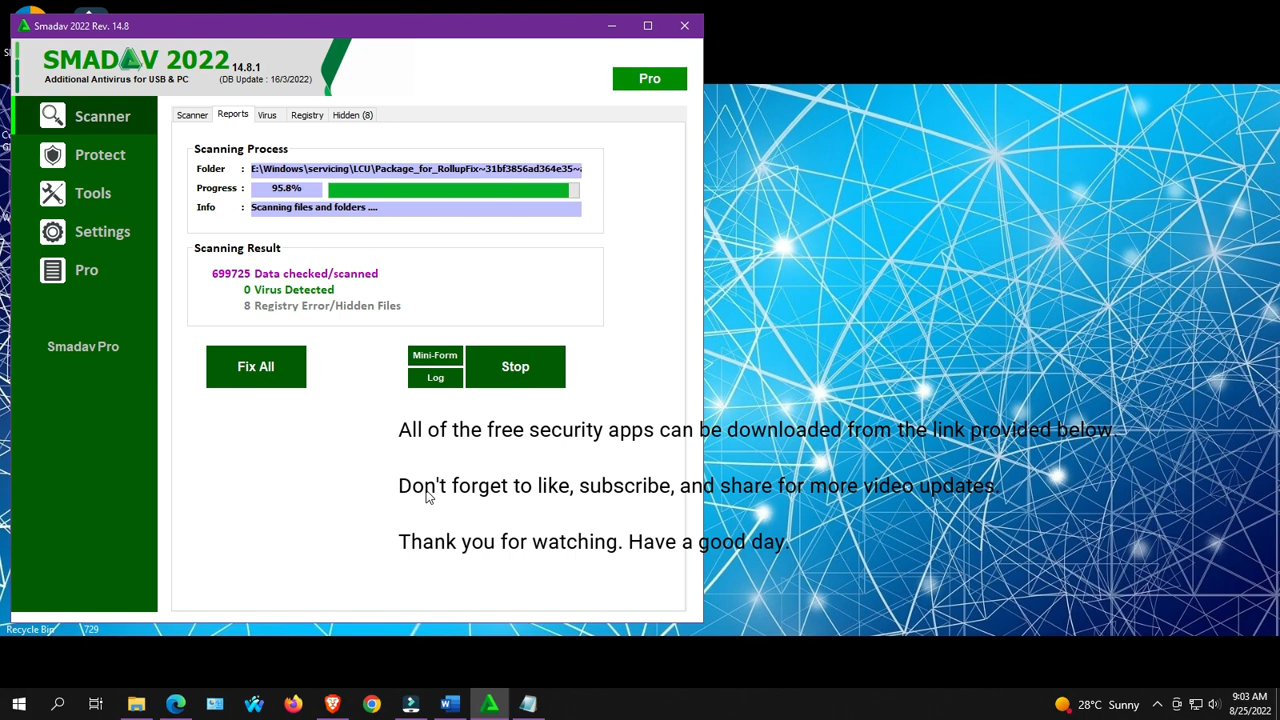 Smadav 2022 Rev. 14.8
SMADAV 2022 14.8.1
Additional Antivirus for USB & PC (DB Update : 16/3/2022)
Pro
Scanner
Protect
Tools
Settings
Pro
Smadav Pro
Scanner Reports Virus Registry Hidden (8)
Scanning Process
Folder : E:\Windows\servicing\LCU\Package_for_RollupFix~31bf3856ad364e35~
Progress : 95.8%
Info : Scanning files and folders ....
Scanning Result
699725 Data checked/scanned
0 Virus Detected
8 Registry Error/Hidden Files
Fix All
Mini-Form
Log
Stop
All of the free security apps can be downloaded from the link provided below.
Don't forget to like, subscribe, and share for more video updates.
Thank you for watching. Have a good day.
Recycle Bin 729
28°C Sunny
9:03 AM
8/25/2022